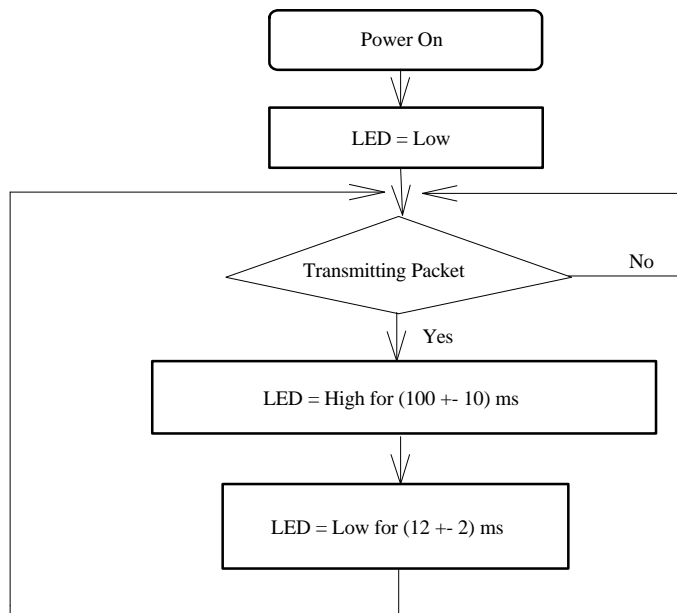 Power On
LED = Low
Transmitting Packet
No
Yes
LED = High for (100 +- 10) ms
LED = Low for (12 +- 2) ms